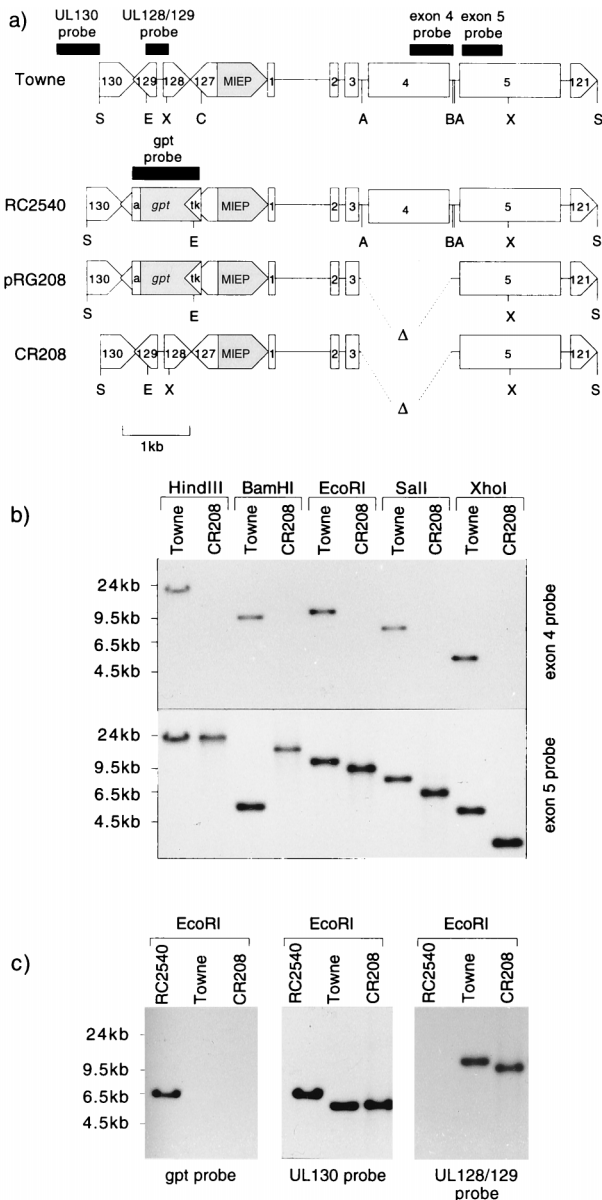 a)
UL130 probe
UL128/129 probe
exon 4 probe
exon 5 probe
Towne
130 129 128 127 MIEP 1 2 3 4 5 121
S E X C A BA X S
gpt probe
RC2540
130 a gpt tk MIEP 1 2 3 4 5 121
S E A BA X S
pRG208
130 a gpt tk MIEP 1 2 3 5 121
S E Δ X S
CR208
130 129 128 127 MIEP 1 2 3 5 121
S E X Δ X S
1kb
b)
HindIII BamHI EcoRI SalI XhoI
Towne CR208 Towne CR208 Towne CR208 Towne CR208 Towne CR208
24kb
9.5kb
6.5kb
4.5kb
exon 4 probe
24kb
9.5kb
6.5kb
4.5kb
exon 5 probe
c)
EcoRI EcoRI EcoRI
RC2540 Towne CR208 RC2540 Towne CR208 RC2540 Towne CR208
24kb
9.5kb
6.5kb
4.5kb
gpt probe
UL130 probe
UL128/129 probe